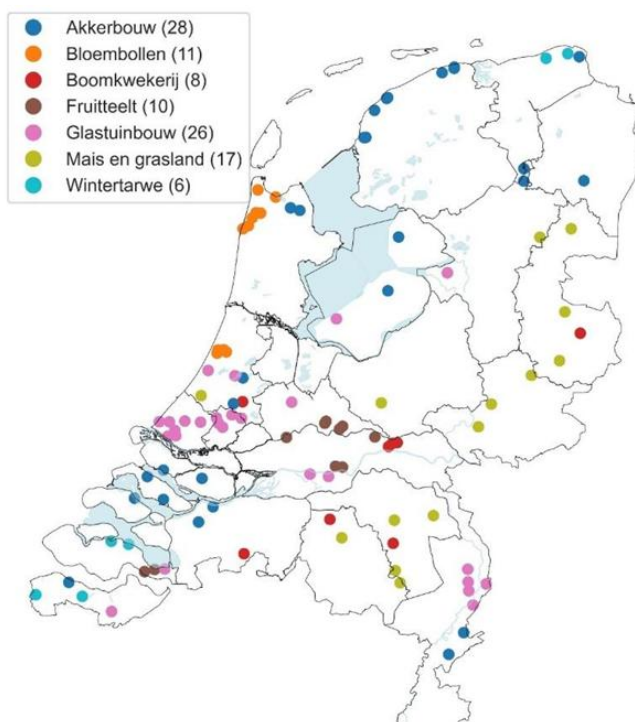 Akkerbouw (28)
Bloembollen (11)
Boomkwekerij (8)
Fruitteelt (10)
Glastuinbouw (26)
Mais en grasland (17)
Wintertarwe (6)